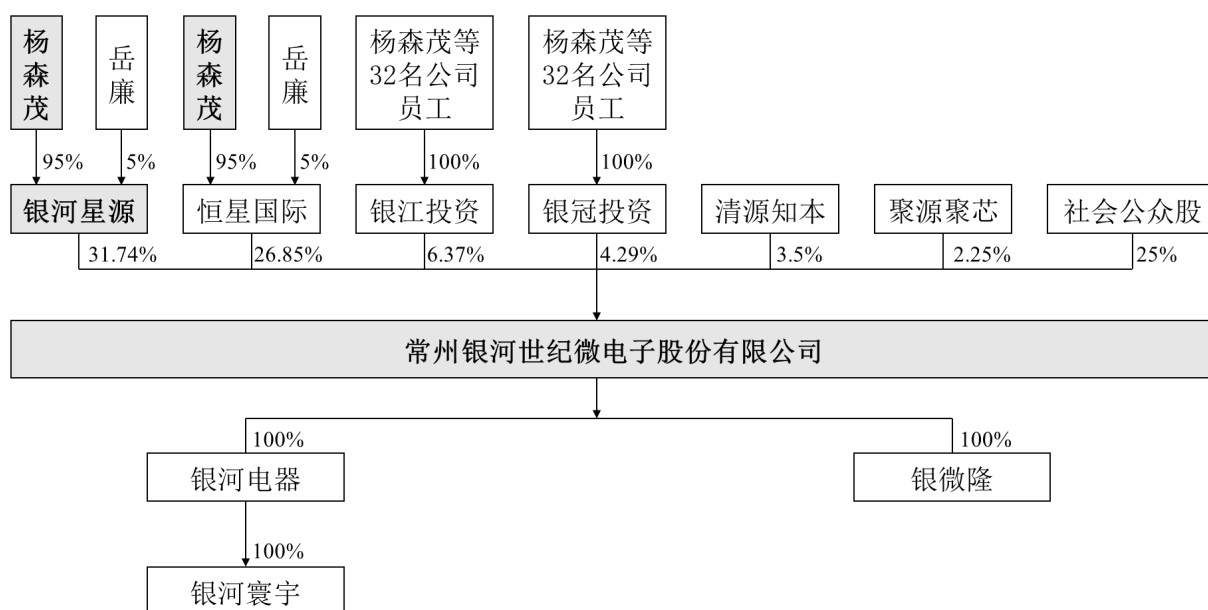 杨森茂
岳廉
杨森茂
岳廉
杨森茂等
32名公司
员工
杨森茂等
32名公司
员工
95%
5%
95%
5%
100%
100%
银河星源
恒星国际
银江投资
银冠投资
清源知本
聚源聚芯
社会公众股
31.74%
26.85%
6.37%
4.29%
3.5%
2.25%
25%
常州银河世纪微电子股份有限公司
100%
100%
银河电器
银微隆
100%
银河寰宇